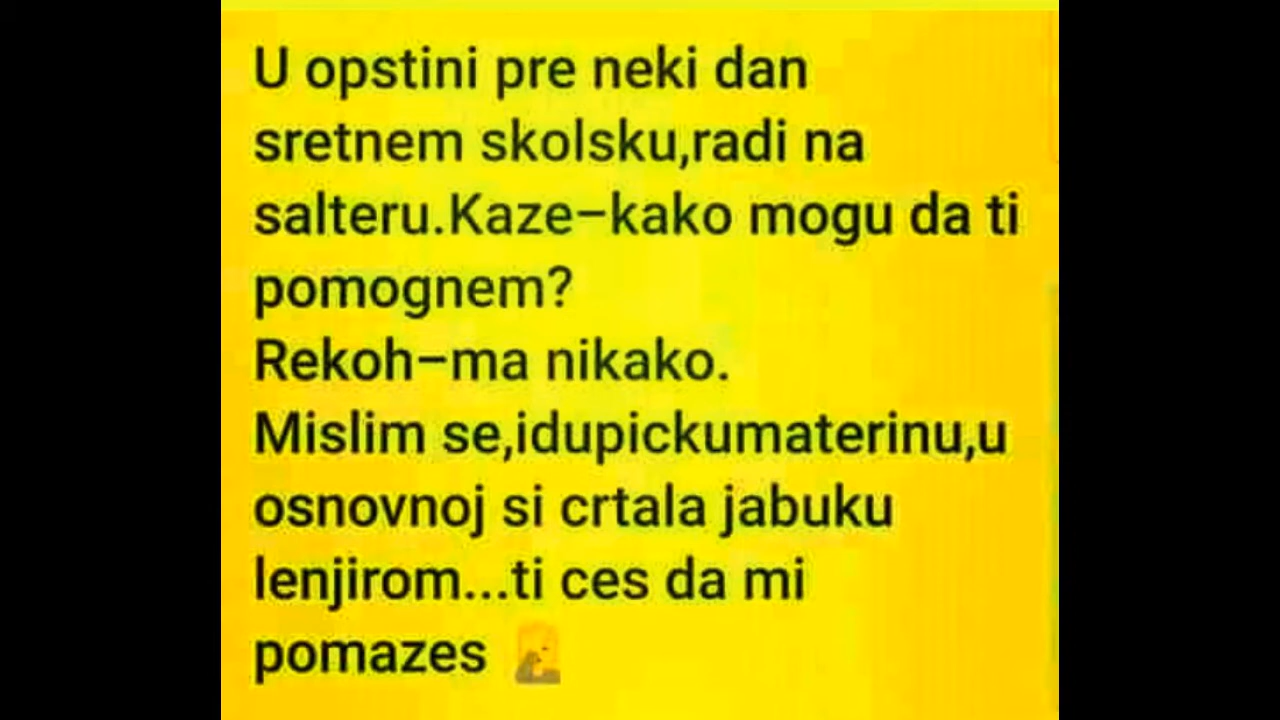 U opstini pre neki dan
sretnem skolsku,radi na
salteru.Kaze–kako mogu da ti
pomognem?
Rekoh–ma nikako.
Mislim se,idupickumaterinu,u
osnovnoj si crtala jabuku
lenjirom...ti ces da mi
pomazes